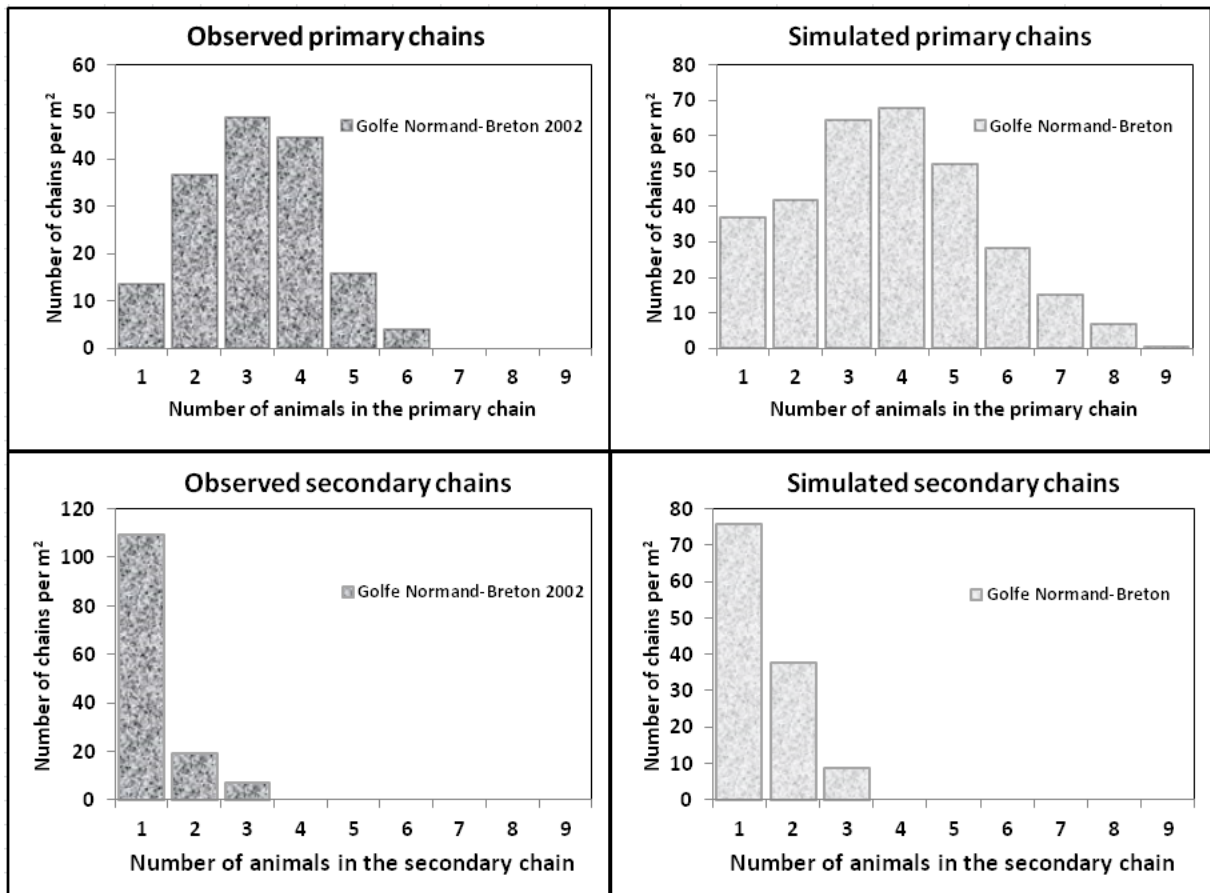 Observed primary chains
60
50
40
30
20
10
0
Number of chains per m²
Golfe Normand-Breton 2002
1 2 3 4 5 6 7 8 9
Number of animals in the primary chain
Simulated primary chains
80
70
60
50
40
30
20
10
0
Number of chains per m²
Golfe Normand-Breton
1 2 3 4 5 6 7 8 9
Number of animals in the primary chain
Observed secondary chains
120
100
80
60
40
20
0
Number of chains per m²
Golfe Normand-Breton 2002
1 2 3 4 5 6 7 8 9
Number of animals in the secondary chain
Simulated secondary chains
80
70
60
50
40
30
20
10
0
Number of chains per m²
Golfe Normand-Breton
1 2 3 4 5 6 7 8 9
Number of animals in the secondary chain